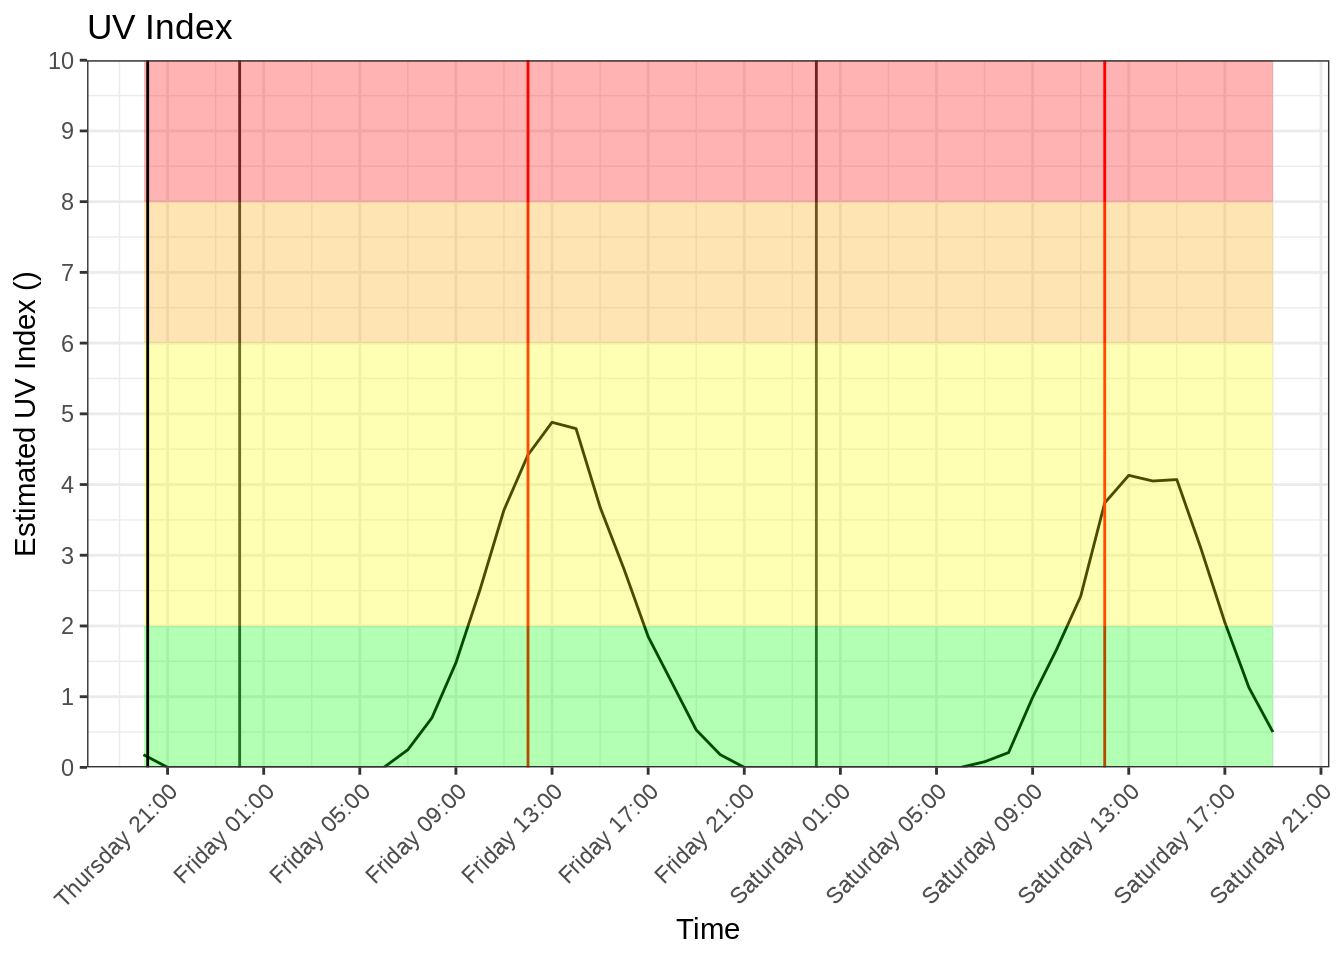 UV Index
10
9
8
7
6
5
4
3
2
1
0
Estimated UV Index ()
Thursday 21:00
Friday 01:00
Friday 05:00
Friday 09:00
Friday 13:00
Friday 17:00
Friday 21:00
Saturday 01:00
Saturday 05:00
Saturday 09:00
Saturday 13:00
Saturday 17:00
Saturday 21:00
Time